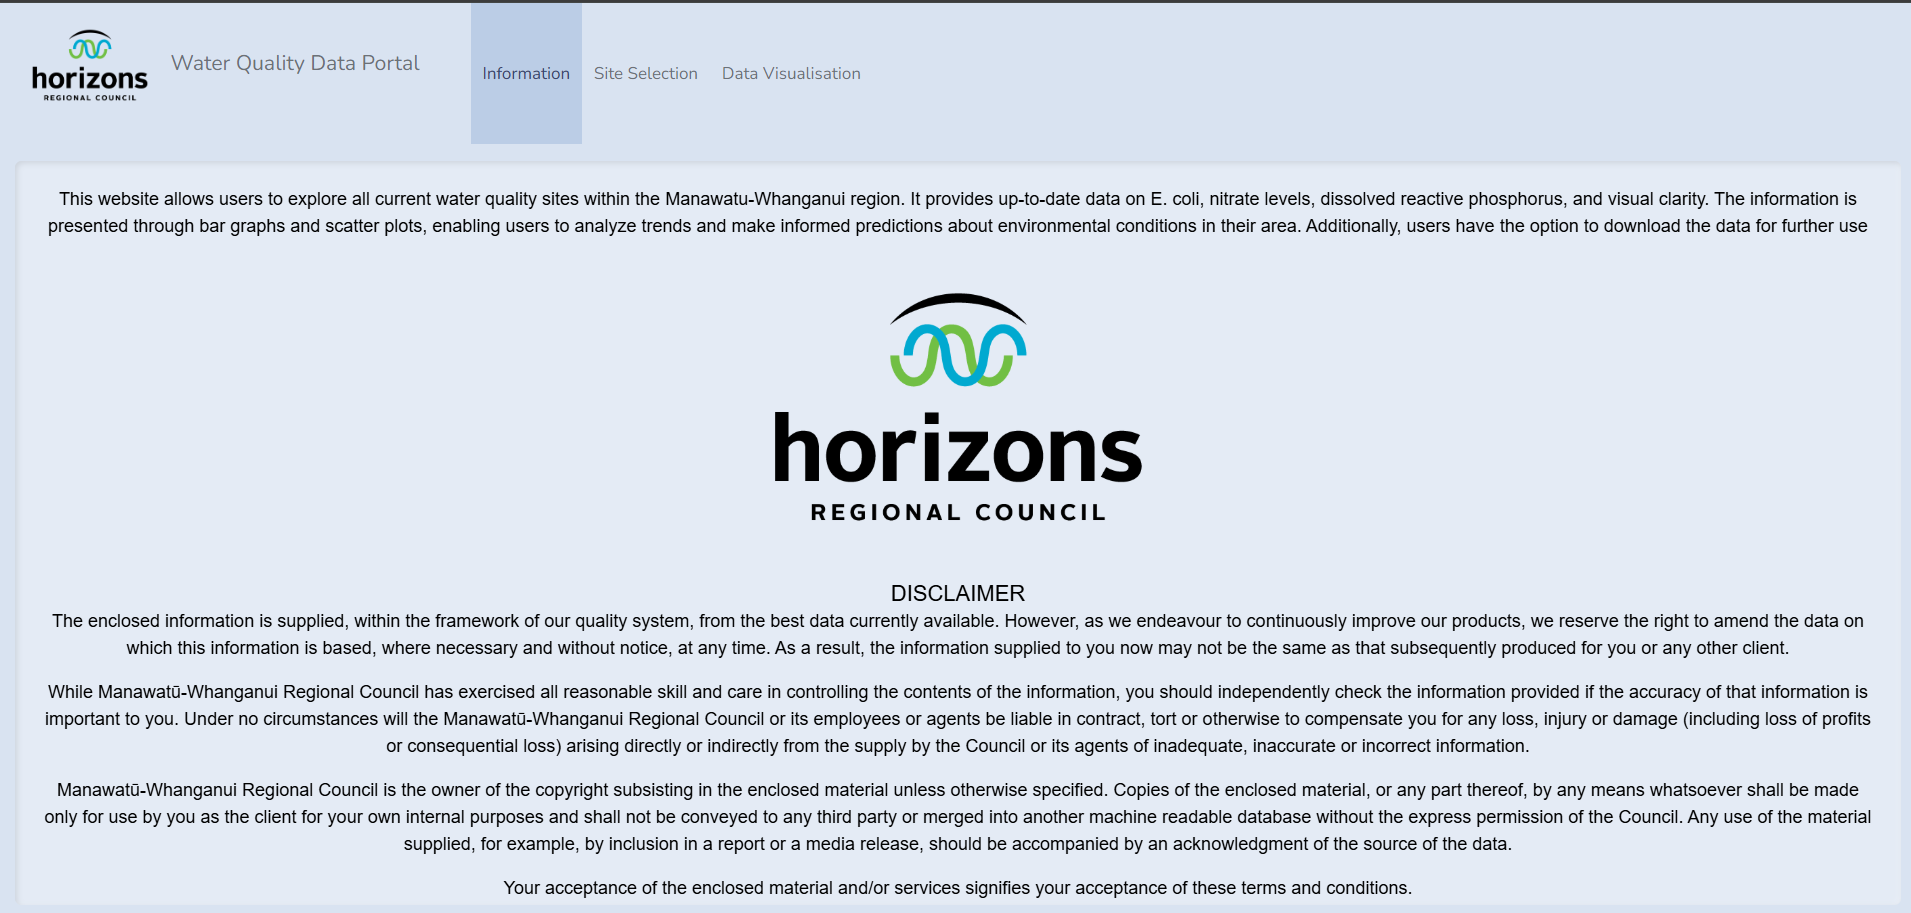 horizons
REGIONAL COUNCIL
Water Quality Data Portal
Information
Site Selection
Data Visualisation
This website allows users to explore all current water quality sites within the Manawatu-Whanganui region. It provides up-to-date data on E. coli, nitrate levels, dissolved reactive phosphorus, and visual clarity. The information is
presented through bar graphs and scatter plots, enabling users to analyze trends and make informed predictions about environmental conditions in their area. Additionally, users have the option to download the data for further use
horizons
REGIONAL COUNCIL
DISCLAIMER
The enclosed information is supplied, within the framework of our quality system, from the best data currently available. However, as we endeavour to continuously improve our products, we reserve the right to amend the data on
which this information is based, where necessary and without notice, at any time. As a result, the information supplied to you now may not be the same as that subsequently produced for you or any other client.
While Manawatū-Whanganui Regional Council has exercised all reasonable skill and care in controlling the contents of the information, you should independently check the information provided if the accuracy of that information is
important to you. Under no circumstances will the Manawatū-Whanganui Regional Council or its employees or agents be liable in contract, tort or otherwise to compensate you for any loss, injury or damage (including loss of profits
or consequential loss) arising directly or indirectly from the supply by the Council or its agents of inadequate, inaccurate or incorrect information.
Manawatū-Whanganui Regional Council is the owner of the copyright subsisting in the enclosed material unless otherwise specified. Copies of the enclosed material, or any part thereof, by any means whatsoever shall be made
only for use by you as the client for your own internal purposes and shall not be conveyed to any third party or merged into another machine readable database without the express permission of the Council. Any use of the material
supplied, for example, by inclusion in a report or a media release, should be accompanied by an acknowledgment of the source of the data.
Your acceptance of the enclosed material and/or services signifies your acceptance of these terms and conditions.